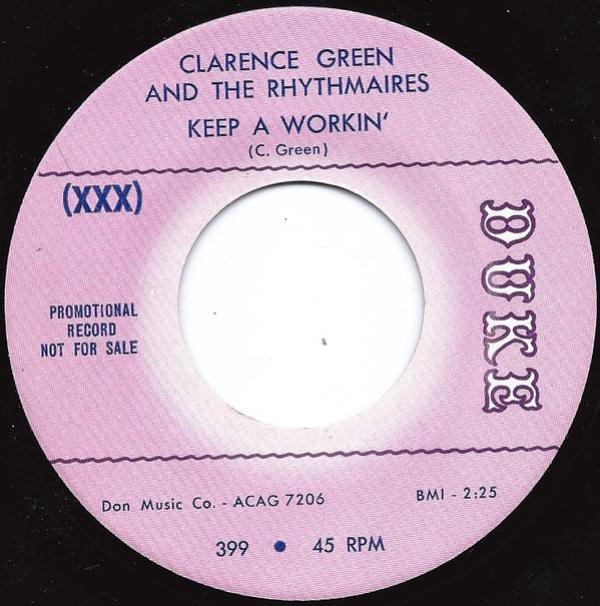 CLARENCE GREEN
AND THE RHYTHMAIRES
KEEP A WORKIN'
(C. Green)
(XXX)
DUKE
PROMOTIONAL
RECORD
NOT FOR SALE
Don Music Co. - ACAG 7206
BMI - 2:25
399 • 45 RPM